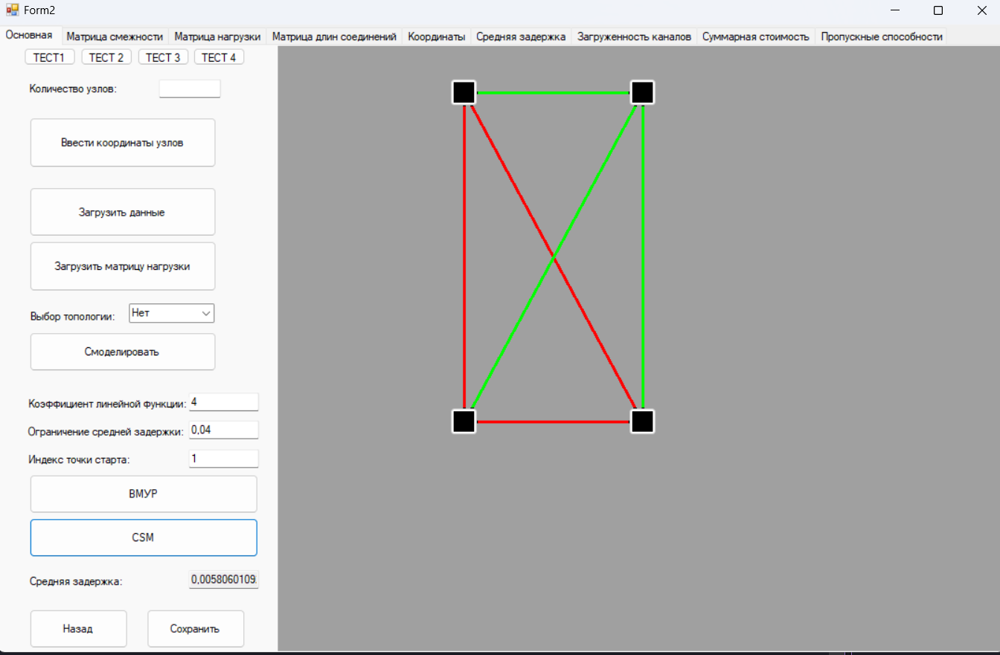 Form2
Основная Матрица смежности Матрица нагрузки Матрица длин соединений Координаты Средняя задержка Загруженность каналов Суммарная стоимость Пропускные способности
ТЕСТ1 ТЕСТ 2 ТЕСТ 3 ТЕСТ 4
Количество узлов:
Ввести координаты узлов
Загрузить данные
Загрузить матрицу нагрузки
Выбор топологии: Нет
Смоделировать
Коэффициент линейной функции: 4
Ограничение средней задержки: 0,04
Индекс точки старта: 1
ВМУР
CSM
Средняя задержка: 0,0058060109
Назад Сохранить